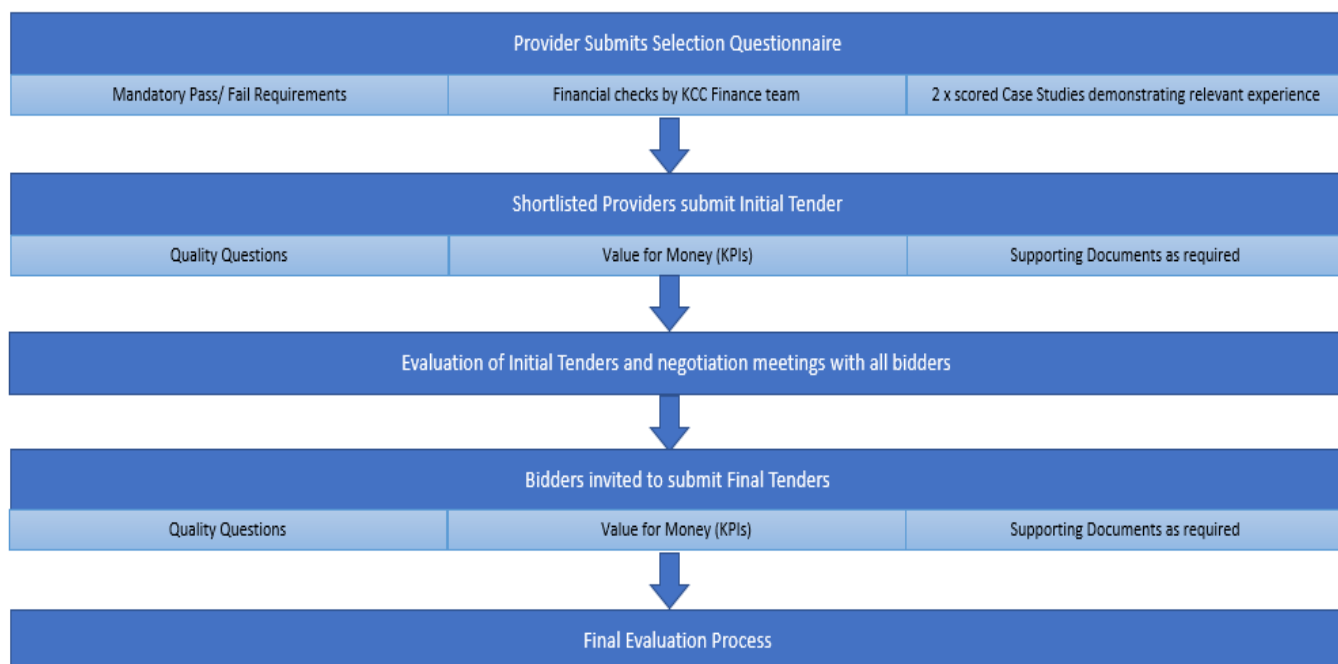 Provider Submits Selection Questionnaire
Mandatory Pass/ Fail Requirements
Financial checks by KCC Finance team
2 x scored Case Studies demonstrating relevant experience
Shortlisted Providers submit Initial Tender
Quality Questions
Value for Money (KPIs)
Supporting Documents as required
Evaluation of Initial Tenders and negotiation meetings with all bidders
Bidders invited to submit Final Tenders
Quality Questions
Value for Money (KPIs)
Supporting Documents as required
Final Evaluation Process